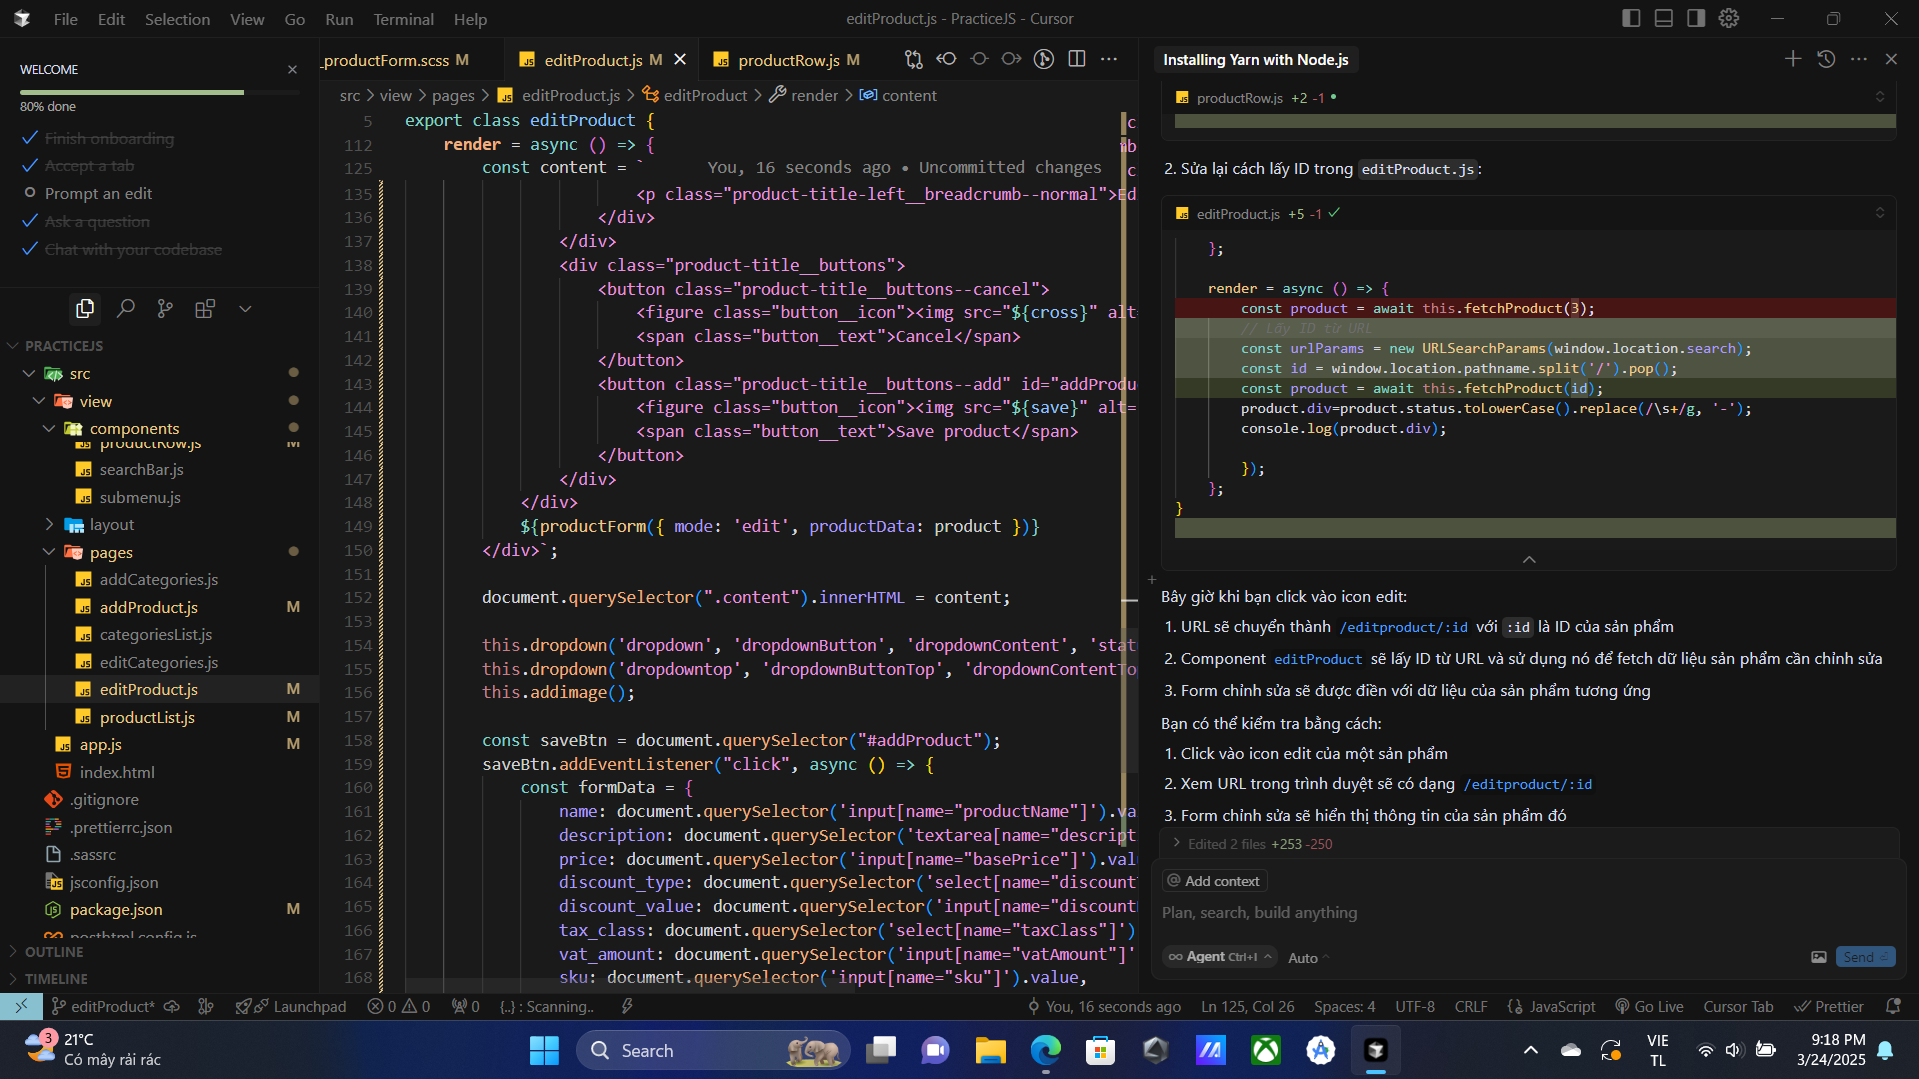 File Edit Selection View Go Run Terminal Help
editProduct.js - PracticeJS - Cursor
WELCOME
80% done
Finish onboarding
Accept a tab
Prompt an edit
Ask a question
Chat with your codebase
PRACTICEJS
src
view
components
productRow.js M
searchBar.js
submenu.js
layout
pages
addCategories.js
addProduct.js M
categoriesList.js
editCategories.js
editProduct.js M
productList.js M
app.js M
index.html
.gitignore
.prettierrc.json
.sassrc
jsconfig.json
package.json M
posthtml.config.js
OUTLINE
TIMELINE
_productForm.scss M
editProduct.js M
productRow.js M
src > view > pages > editProduct.js > editProduct > render > content
5 export class editProduct {
112 render = async () => {
125 const content = ` You, 16 seconds ago • Uncommitted changes
135 <p class="product-title-left__breadcrumb--normal">Ed
136 </div>
137 </div>
138 <div class="product-title__buttons">
139 <button class="product-title__buttons--cancel">
140 <figure class="button__icon"><img src="${cross}" alt=
141 <span class="button__text">Cancel</span>
142 </button>
143 <button class="product-title__buttons--add" id="addProduc
144 <figure class="button__icon"><img src="${save}" alt=
145 <span class="button__text">Save product</span>
146 </button>
147 </div>
148 </div>
149 ${productForm({ mode: 'edit', productData: product })}
150 </div>`;
151
152 document.querySelector(".content").innerHTML = content;
153
154 this.dropdown('dropdown', 'dropdownButton', 'dropdownContent', 'stat
155 this.dropdown('dropdowntop', 'dropdownButtonTop', 'dropdownContentTo
156 this.addimage();
157
158 const saveBtn = document.querySelector("#addProduct");
159 saveBtn.addEventListener("click", async () => {
160 const formData = {
161 name: document.querySelector('input[name="productName"]').va
162 description: document.querySelector('textarea[name="descript
163 price: document.querySelector('input[name="basePrice"]').val
164 discount_type: document.querySelector('select[name="discount
165 discount_value: document.querySelector('input[name="discount
166 tax_class: document.querySelector('select[name="taxClass"]')
167 vat_amount: document.querySelector('input[name="vatAmount"]'
168 sku: document.querySelector('input[name="sku"]').value,
Installing Yarn with Node.js
productRow.js +2 -1
2. Sửa lại cách lấy ID trong editProduct.js:
editProduct.js +5 -1
};
render = async () => {
const product = await this.fetchProduct(3);
// Lấy ID từ URL
const urlParams = new URLSearchParams(window.location.search);
const id = window.location.pathname.split('/').pop();
const product = await this.fetchProduct(id);
product.div=product.status.toLowerCase().replace(/\s+/g, '-');
console.log(product.div);
});
};
}
Bây giờ khi bạn click vào icon edit:
1. URL sẽ chuyển thành /editproduct/:id với :id là ID của sản phẩm
2. Component editProduct sẽ lấy ID từ URL và sử dụng nó để fetch dữ liệu sản phẩm cần chỉnh sửa
3. Form chỉnh sửa sẽ được điền với dữ liệu của sản phẩm tương ứng
Bạn có thể kiểm tra bằng cách:
1. Click vào icon edit của một sản phẩm
2. Xem URL trong trình duyệt sẽ có dạng /editproduct/:id
3. Form chỉnh sửa sẽ hiển thị thông tin của sản phẩm đó
Edited 2 files +253 -250
@ Add context
Plan, search, build anything
Agent Ctrl+I Auto Send
editProduct* Launchpad 0 0 0 {..} : Scanning..
You, 16 seconds ago Ln 125, Col 26 Spaces: 4 UTF-8 CRLF JavaScript Go Live Cursor Tab Prettier
3
21°C
Có mây rải rác
Search
VIE
TL
9:18 PM
3/24/2025